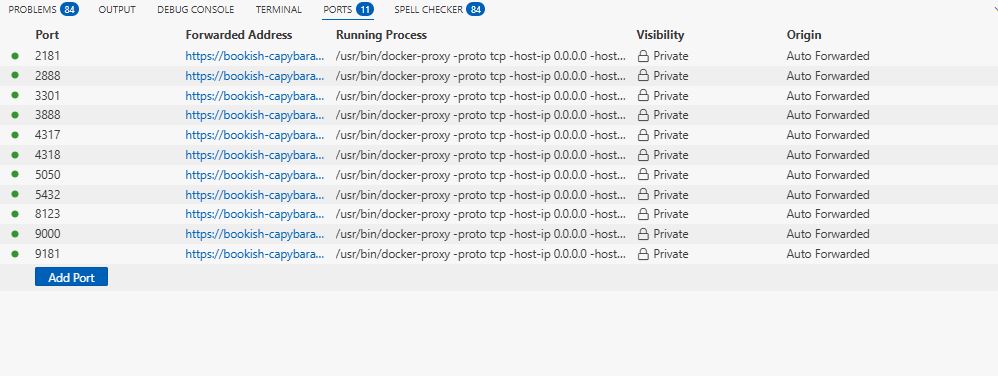 PROBLEMS 84 OUTPUT DEBUG CONSOLE TERMINAL PORTS 11 SPELL CHECKER 84
Port Forwarded Address Running Process Visibility Origin
2181 https://bookish-capybara... /usr/bin/docker-proxy -proto tcp -host-ip 0.0.0.0 -host... Private Auto Forwarded
2888 https://bookish-capybara... /usr/bin/docker-proxy -proto tcp -host-ip 0.0.0.0 -host... Private Auto Forwarded
3301 https://bookish-capybara... /usr/bin/docker-proxy -proto tcp -host-ip 0.0.0.0 -host... Private Auto Forwarded
3888 https://bookish-capybara... /usr/bin/docker-proxy -proto tcp -host-ip 0.0.0.0 -host... Private Auto Forwarded
4317 https://bookish-capybara... /usr/bin/docker-proxy -proto tcp -host-ip 0.0.0.0 -host... Private Auto Forwarded
4318 https://bookish-capybara... /usr/bin/docker-proxy -proto tcp -host-ip 0.0.0.0 -host... Private Auto Forwarded
5050 https://bookish-capybara... /usr/bin/docker-proxy -proto tcp -host-ip 0.0.0.0 -host... Private Auto Forwarded
5432 https://bookish-capybara... /usr/bin/docker-proxy -proto tcp -host-ip 0.0.0.0 -host... Private Auto Forwarded
8123 https://bookish-capybara... /usr/bin/docker-proxy -proto tcp -host-ip 0.0.0.0 -host... Private Auto Forwarded
9000 https://bookish-capybara... /usr/bin/docker-proxy -proto tcp -host-ip 0.0.0.0 -host... Private Auto Forwarded
9181 https://bookish-capybara... /usr/bin/docker-proxy -proto tcp -host-ip 0.0.0.0 -host... Private Auto Forwarded
Add Port